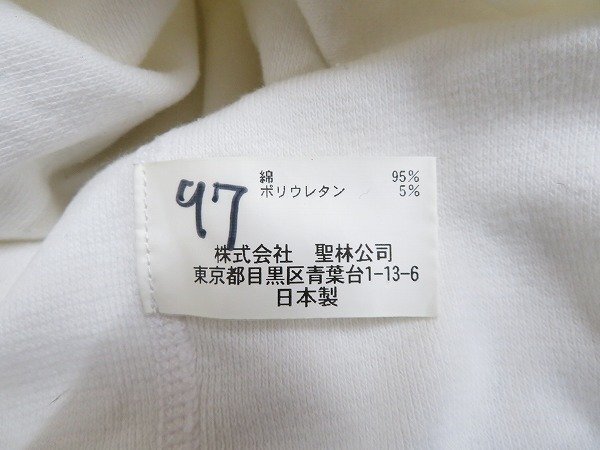 97
綿 95%
ポリウレタン 5%
株式会社 聖林公司
東京都目黒区青葉台1-13-6
日本製